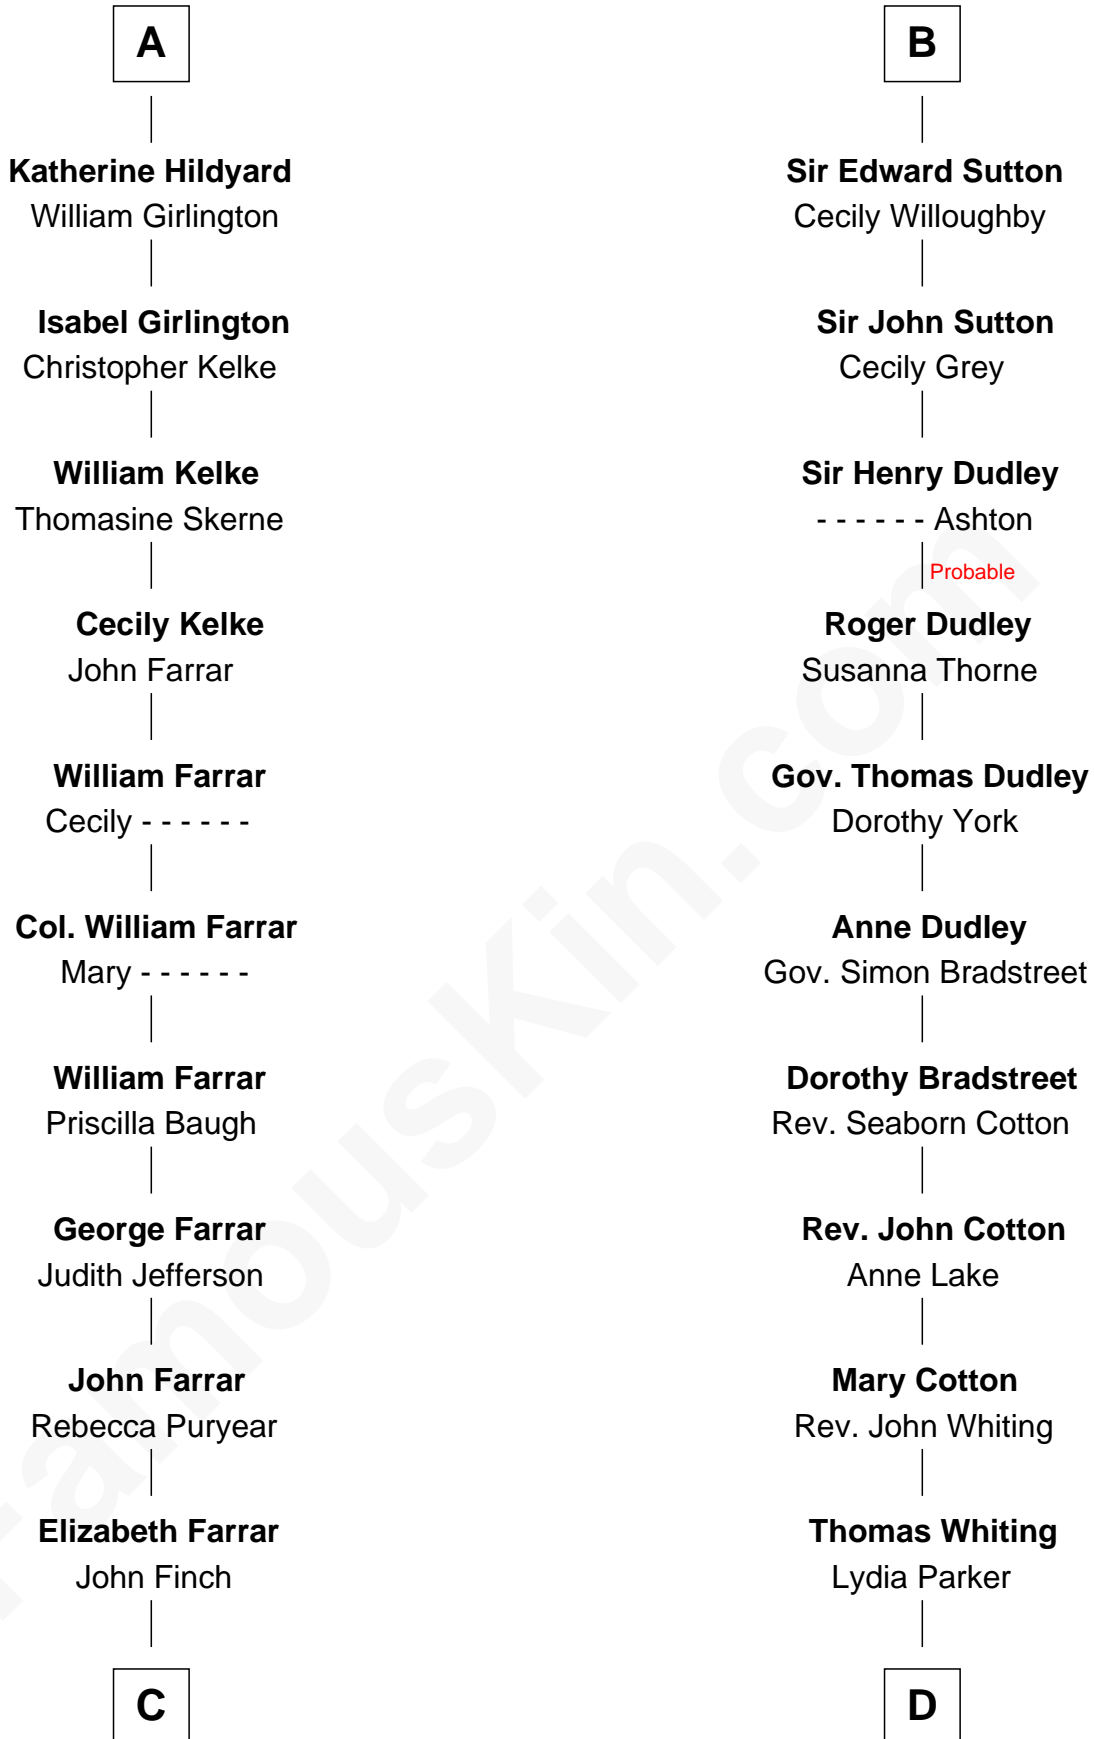 A
Katherine Hildyard
William Girlington
Isabel Girlington
Christopher Kelke
William Kelke
Thomasine Skerne
Cecily Kelke
John Farrar
William Farrar
Cecily - - - - - -
Col. William Farrar
Mary - - - - - -
William Farrar
Priscilla Baugh
George Farrar
Judith Jefferson
John Farrar
Rebecca Puryear
Elizabeth Farrar
John Finch
C
B
Sir Edward Sutton
Cecily Willoughby
Sir John Sutton
Cecily Grey
Sir Henry Dudley
- - - - - - Ashton
Probable
Roger Dudley
Susanna Thorne
Gov. Thomas Dudley
Dorothy York
Anne Dudley
Gov. Simon Bradstreet
Dorothy Bradstreet
Rev. Seaborn Cotton
Rev. John Cotton
Anne Lake
Mary Cotton
Rev. John Whiting
Thomas Whiting
Lydia Parker
D
FamousKin.com